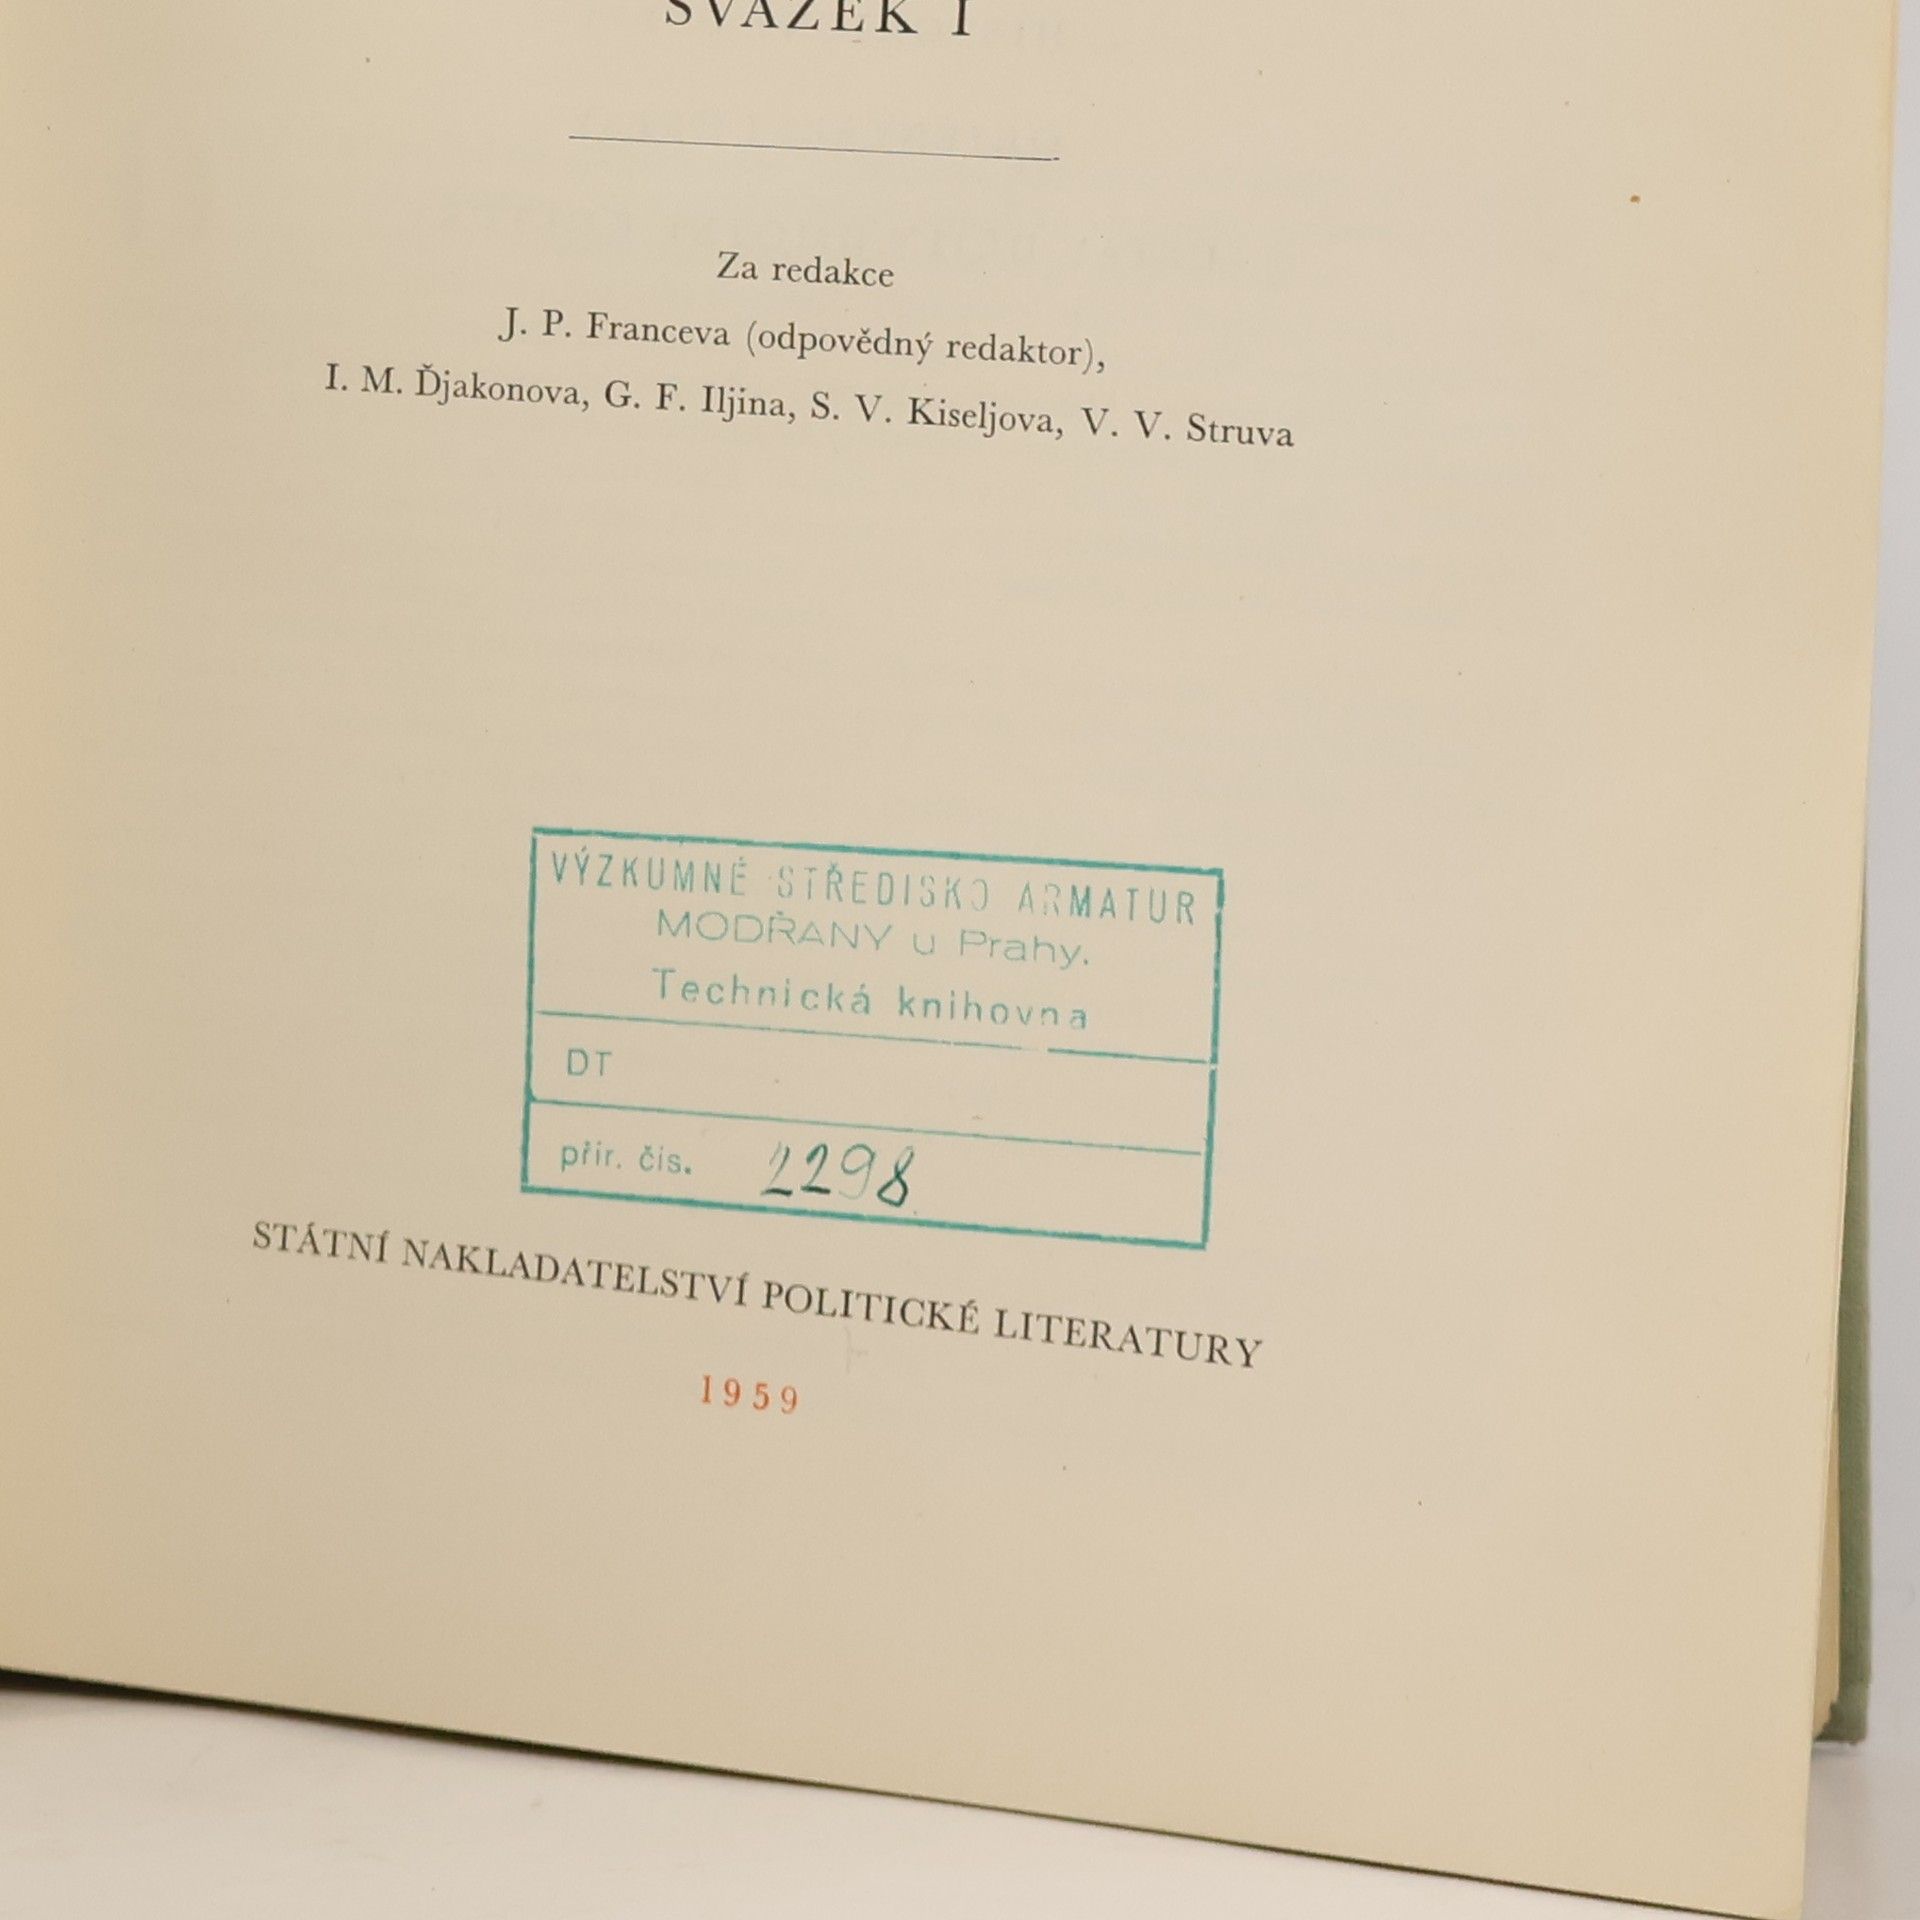 SVAZEK I
Za redakce
J. P. Franceva (odpovědný redaktor),
I. M. Ďjakonova, G. F. Iljina, S. V. Kiseljova, V. V. Struva
VÝZKUMNÉ STŘEDISKO ARMATUR
MODŘANY u Prahy.
Technická knihovna
DT
přír. čís. 2298
STÁTNÍ NAKLADATELSTVÍ POLITICKÉ LITERATURY
1959